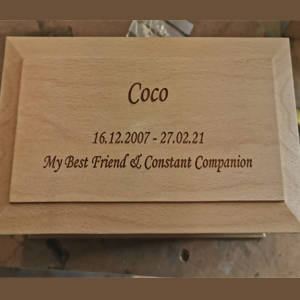 Coco
16.12.2007 - 27.02.21
My Best Friend & Constant Companion